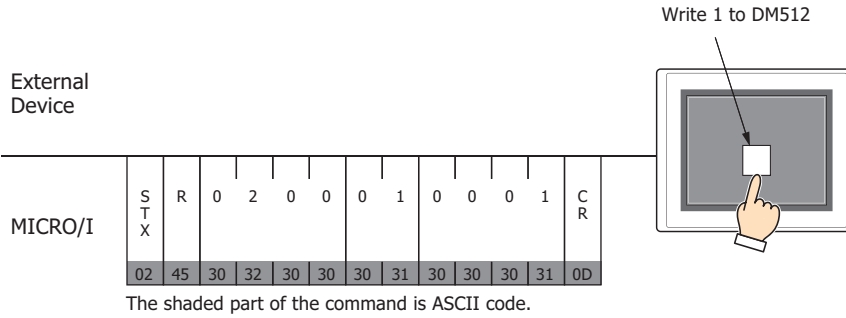 Write 1 to DM512
External
Device
MICRO/I
STX R 0 2 0 0 0 1 0 0 0 1 CR
02 45 30 32 30 30 30 31 30 30 30 31 0D
The shaded part of the command is ASCII code.